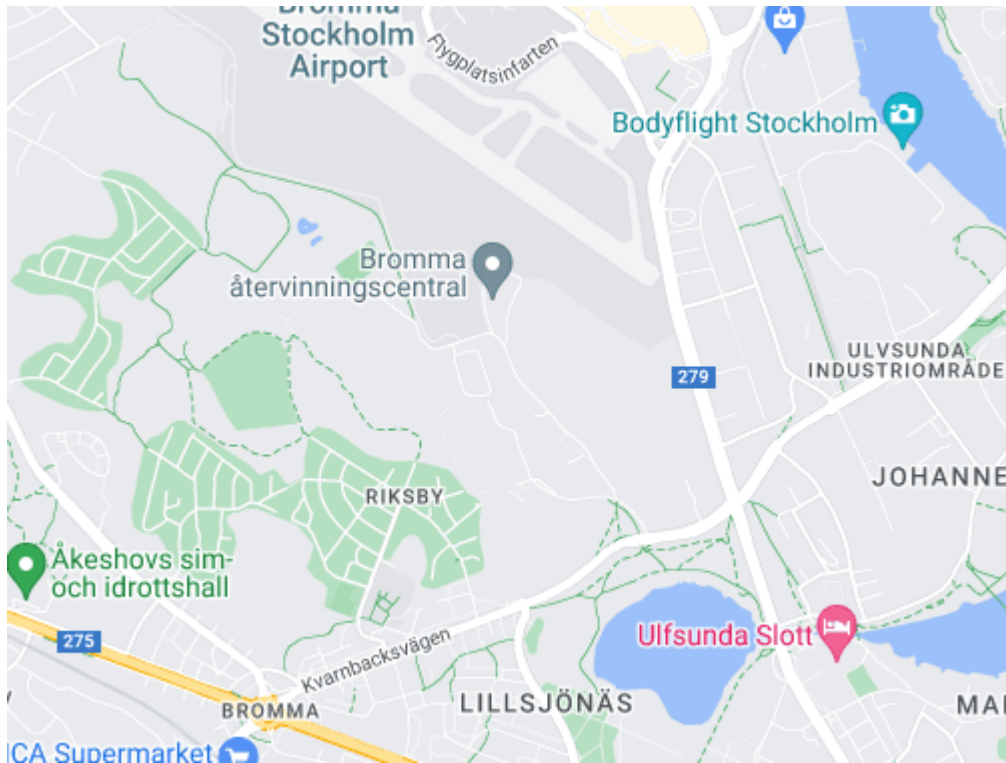 Bromma
Stockholm
Airport
Flygplatsinfarten
Bodyflight Stockholm
Bromma
återvinningscentral
279
ULVSUNDA
INDUSTRIOMRÅDE
JOHANNE
RIKSBY
Åkeshovs sim-
och idrottshall
275
Kvarnbacksvägen
Ulfsunda Slott
LILLSJÖNÄS
BROMMA
MA
ICA Supermarket